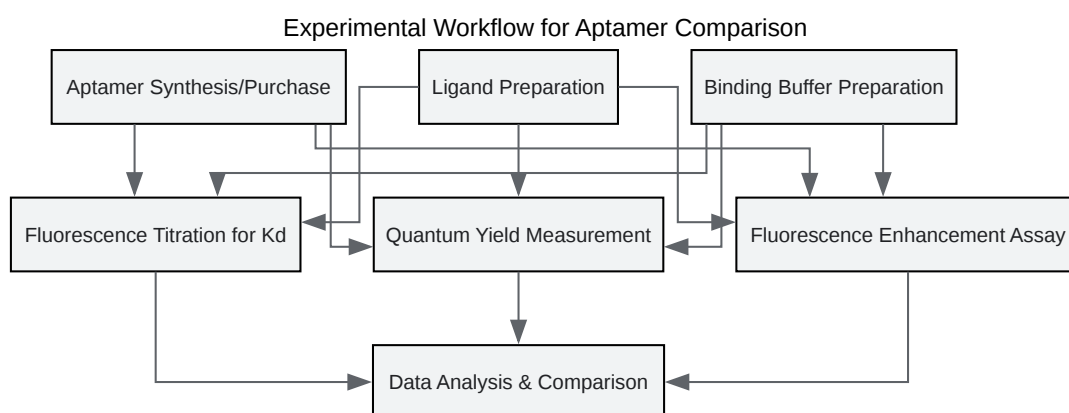 Experimental Workflow for Aptamer Comparison
Aptamer Synthesis/Purchase
Ligand Preparation
Binding Buffer Preparation
Fluorescence Titration for Kd
Quantum Yield Measurement
Fluorescence Enhancement Assay
Data Analysis & Comparison